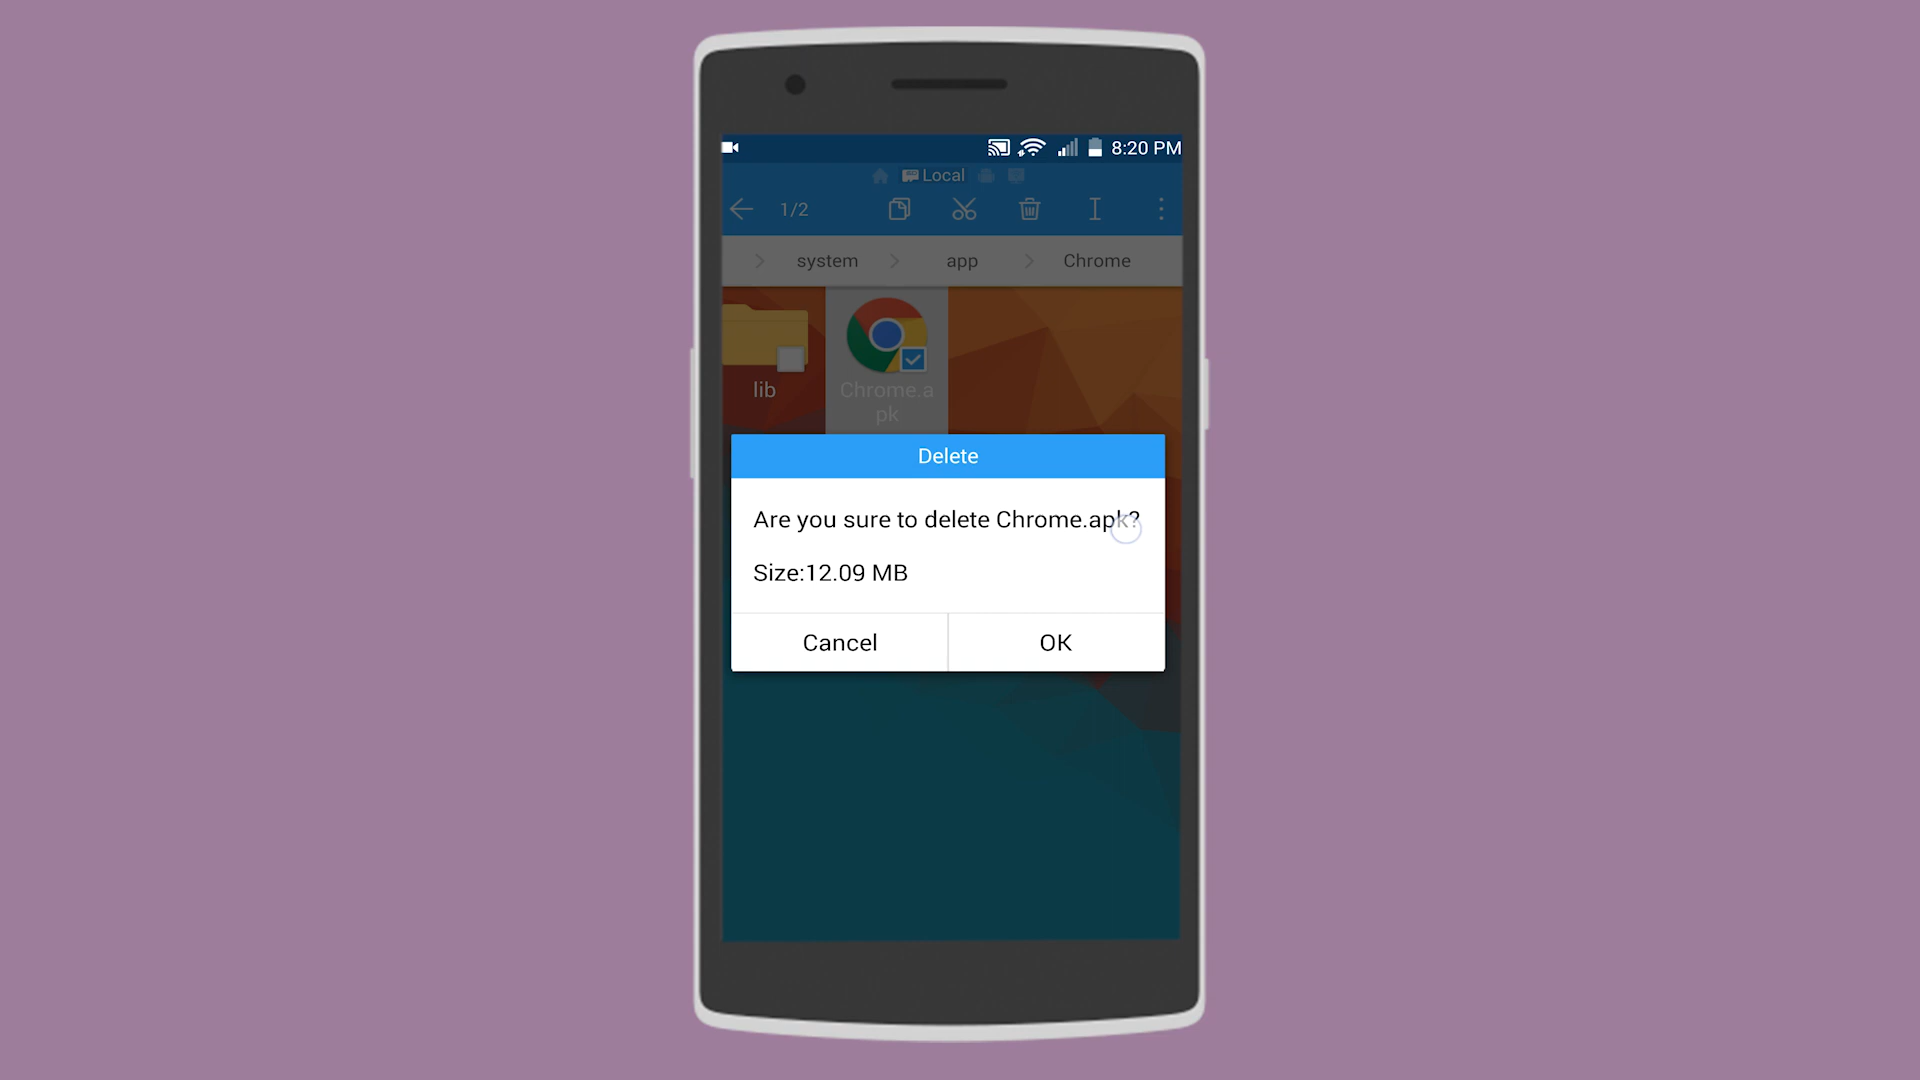 8:20 PM
Local
1/2
system app Chrome
lib
Chrome.a
pk
Delete
Are you sure to delete Chrome.apk?
Size:12.09 MB
Cancel OK